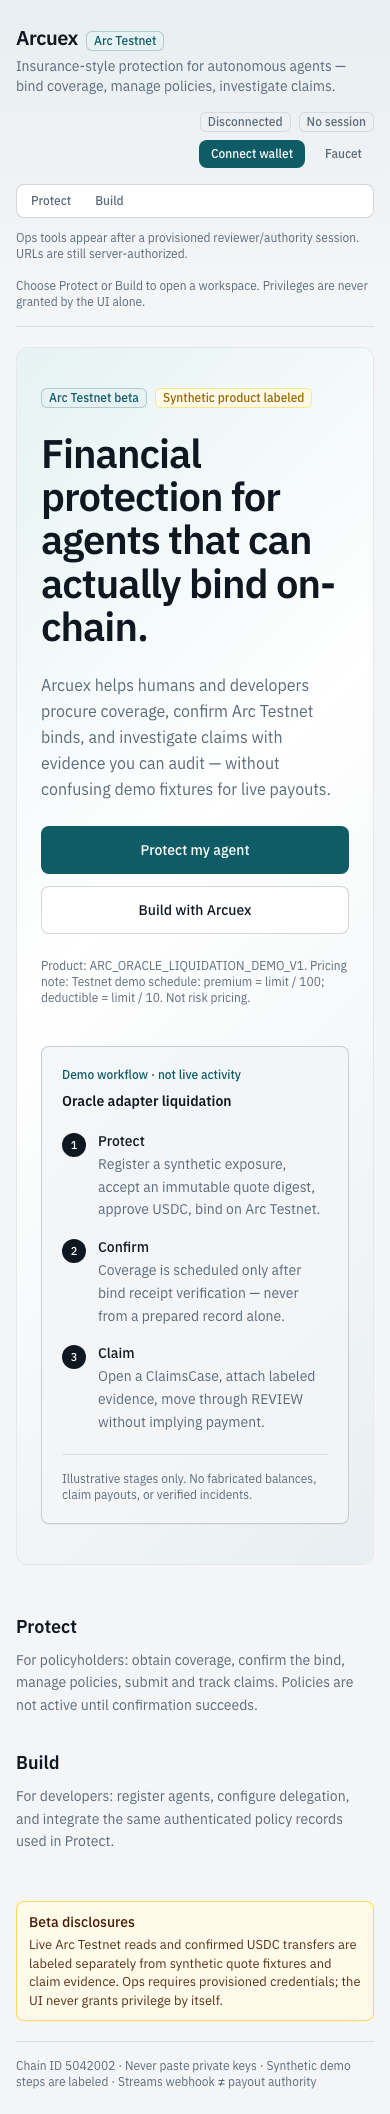 Arcuex Arc Testnet
Insurance-style protection for autonomous agents —
bind coverage, manage policies, investigate claims.
Disconnected No session
Connect wallet Faucet
Protect Build
Ops tools appear after a provisioned reviewer/authority session.
URLs are still server-authorized.
Choose Protect or Build to open a workspace. Privileges are never
granted by the UI alone.
Arc Testnet beta Synthetic product labeled
Financial
protection for
agents that can
actually bind on-
chain.
Arcuex helps humans and developers
procure coverage, confirm Arc Testnet
binds, and investigate claims with
evidence you can audit — without
confusing demo fixtures for live payouts.
Protect my agent
Build with Arcuex
Product: ARC_ORACLE_LIQUIDATION_DEMO_V1. Pricing
note: Testnet demo schedule: premium = limit / 100;
deductible = limit / 10. Not risk pricing.
Demo workflow · not live activity
Oracle adapter liquidation
1 Protect
Register a synthetic exposure,
accept an immutable quote digest,
approve USDC, bind on Arc Testnet.
2 Confirm
Coverage is scheduled only after
bind receipt verification — never
from a prepared record alone.
3 Claim
Open a ClaimsCase, attach labeled
evidence, move through REVIEW
without implying payment.
Illustrative stages only. No fabricated balances,
claim payouts, or verified incidents.
Protect
For policyholders: obtain coverage, confirm the bind,
manage policies, submit and track claims. Policies are
not active until confirmation succeeds.
Build
For developers: register agents, configure delegation,
and integrate the same authenticated policy records
used in Protect.
Beta disclosures
Live Arc Testnet reads and confirmed USDC transfers are
labeled separately from synthetic quote fixtures and
claim evidence. Ops requires provisioned credentials; the
UI never grants privilege by itself.
Chain ID 5042002 · Never paste private keys · Synthetic demo
steps are labeled · Streams webhook ≠ payout authority